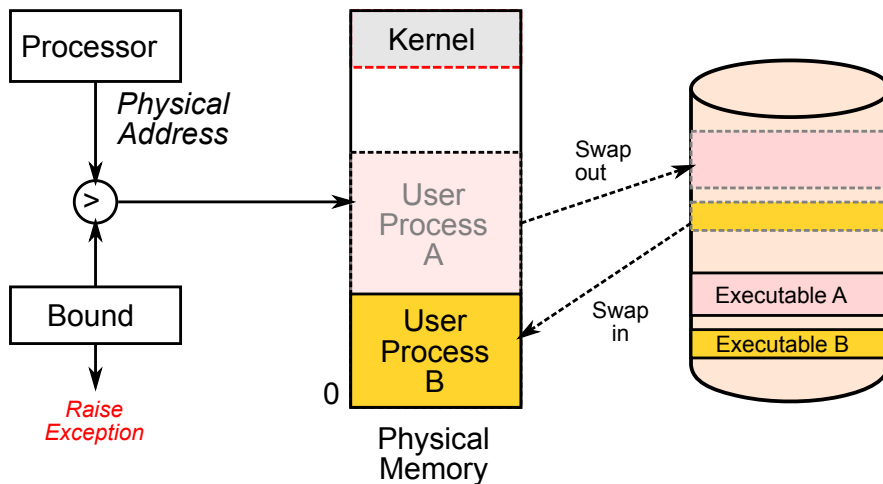 Processor
Physical
Address
>
Bound
Raise
Exception
Kernel
User
Process
A
User
Process
B
0
Physical
Memory
Swap
out
Swap
in
Executable A
Executable B